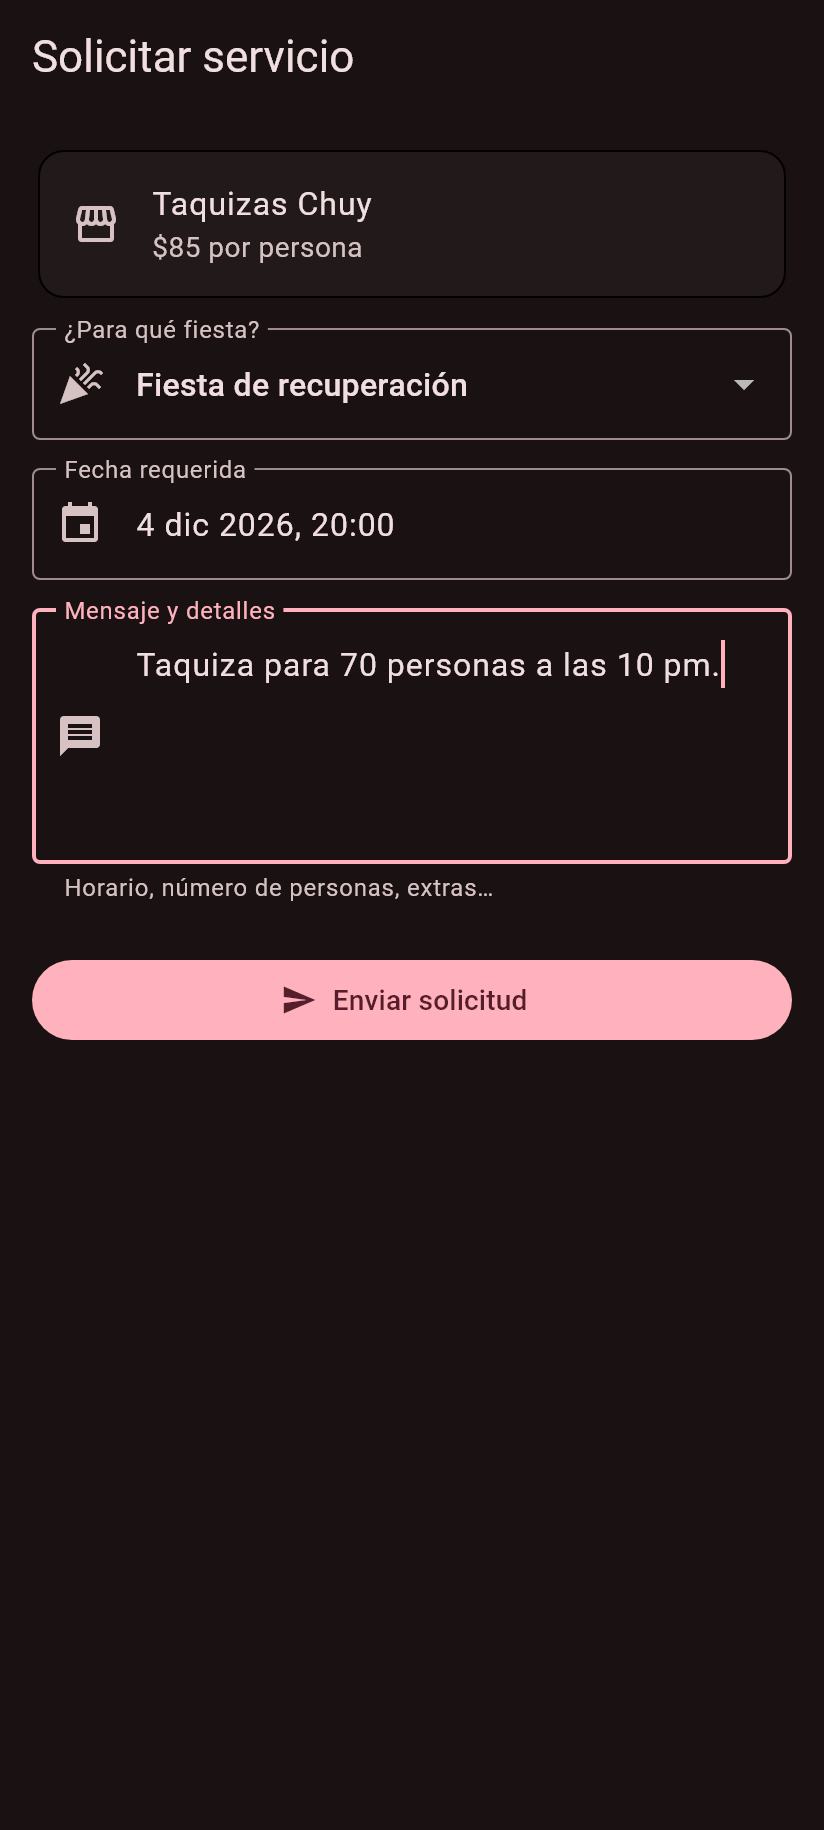 Solicitar servicio
Taquizas Chuy
$85 por persona
¿Para qué fiesta?
Fiesta de recuperación
Fecha requerida
4 dic 2026, 20:00
Mensaje y detalles
Taquiza para 70 personas a las 10 pm.
Horario, número de personas, extras…
Enviar solicitud